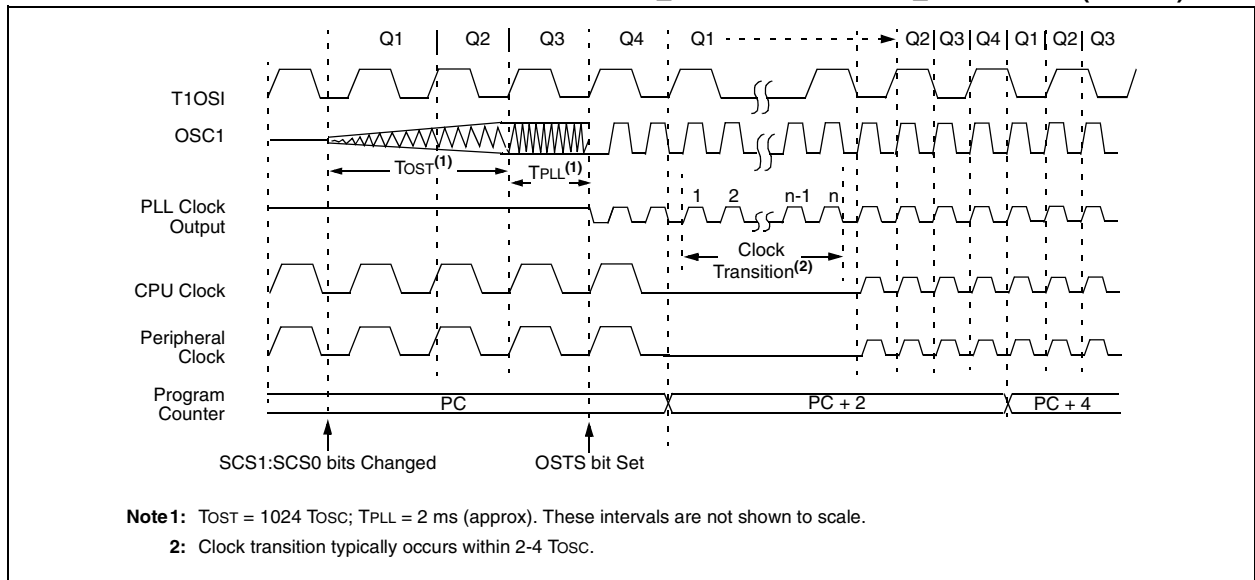 Q1 Q2 Q3 Q4 Q1 Q2 Q3 Q4 Q1 Q2 Q3
T1OSI
OSC1
TOST(1) TPLL(1)
1 2 n-1 n
PLL Clock
Output
Clock
Transition(2)
CPU Clock
Peripheral
Clock
Program
Counter
PC PC + 2 PC + 4
SCS1:SCS0 bits Changed OSTS bit Set
Note 1: TOST = 1024 TOSC; TPLL = 2 ms (approx). These intervals are not shown to scale.
2: Clock transition typically occurs within 2-4 TOSC.